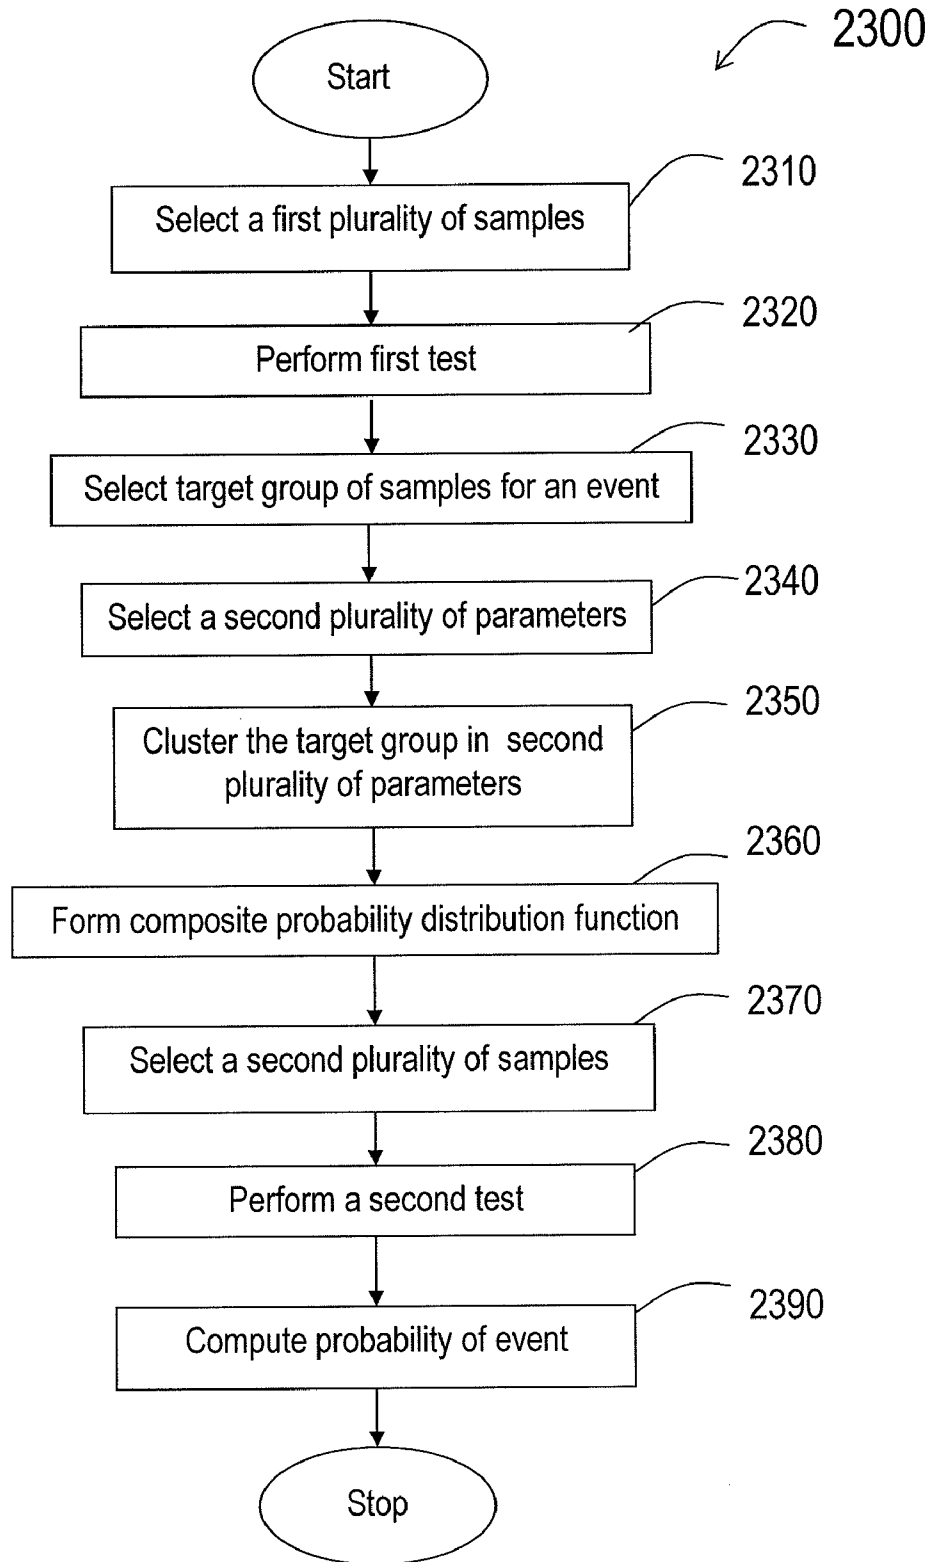 2300
Start
2310
Select a first plurality of samples
2320
Perform first test
2330
Select target group of samples for an event
2340
Select a second plurality of parameters
2350
Cluster the target group in second
plurality of parameters
2360
Form composite probability distribution function
2370
Select a second plurality of samples
2380
Perform a second test
2390
Compute probability of event
Stop